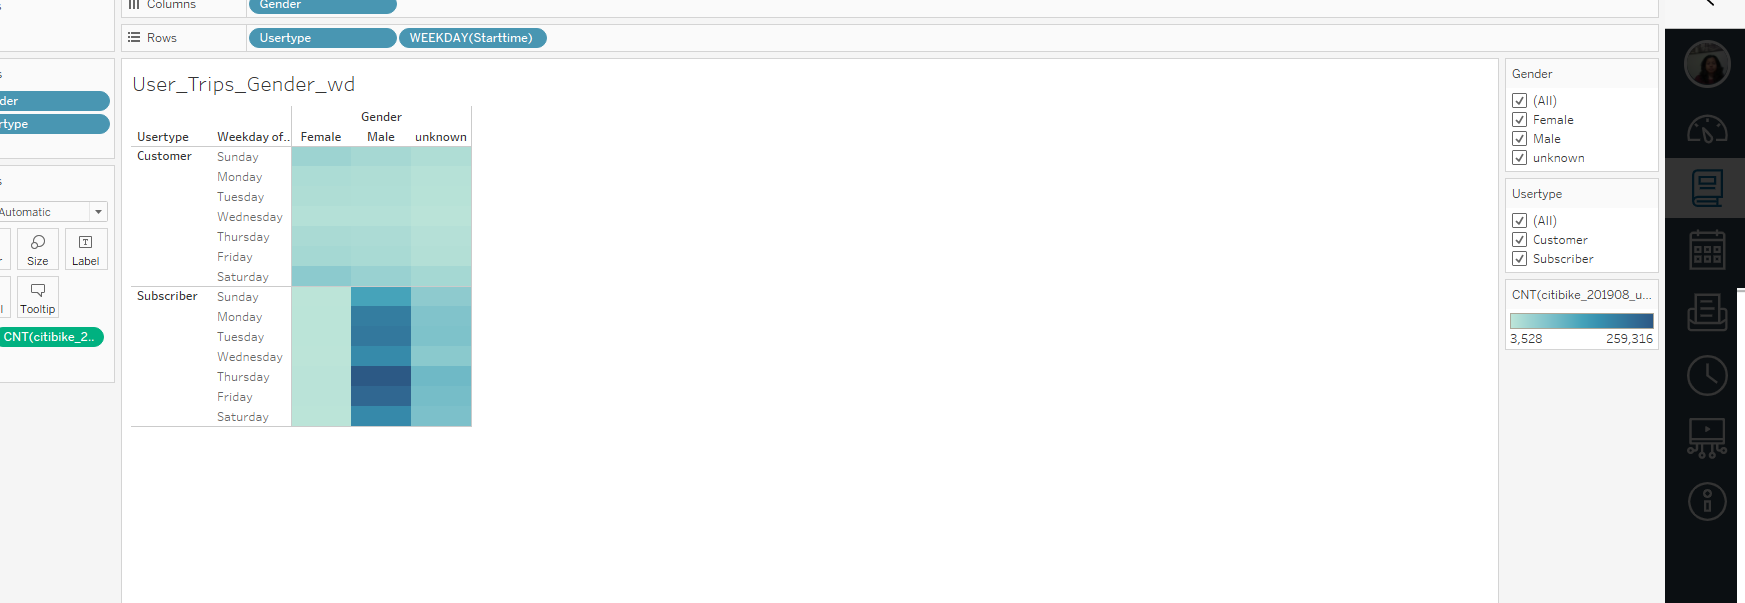 Columns
Gender
Rows
Usertype
WEEKDAY(Starttime)
s
der
rtype
s
Automatic
Size
Label
Tooltip
CNT(citibike_2..
User_Trips_Gender_wd
Gender
Usertype Weekday of.. Female Male unknown
Customer Sunday
Monday
Tuesday
Wednesday
Thursday
Friday
Saturday
Subscriber Sunday
Monday
Tuesday
Wednesday
Thursday
Friday
Saturday
Gender
(All)
Female
Male
unknown
Usertype
(All)
Customer
Subscriber
CNT(citibike_201908_u...
3,528 259,316